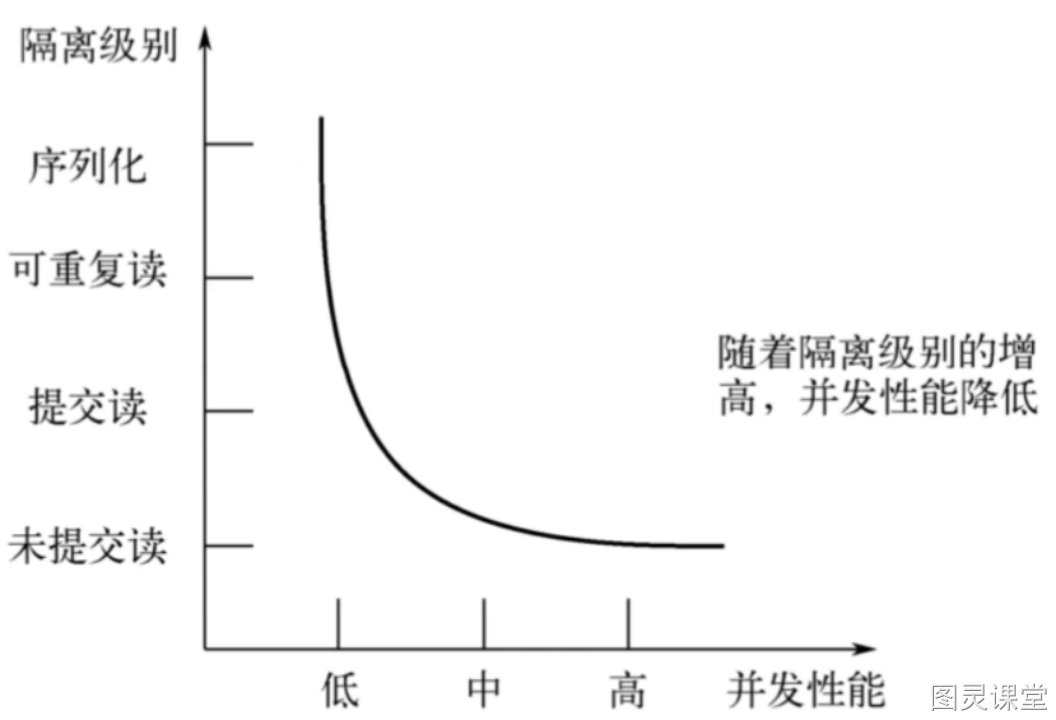 隔离级别
序列化
可重复读
提交读
未提交读
随着隔离级别的增
高，并发性能降低
低 中 高 并发性能
图灵课堂